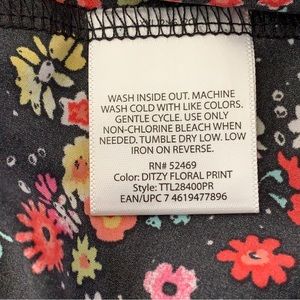 WASH INSIDE OUT. MACHINE
WASH COLD WITH LIKE COLORS.
GENTLE CYCLE. USE ONLY
NON-CHLORINE BLEACH WHEN
NEEDED. TUMBLE DRY LOW. LOW
IRON ON REVERSE.
RN# 52469
Color: DITZY FLORAL PRINT
Style: TTL28400PR
EAN/UPC 7 4619477896